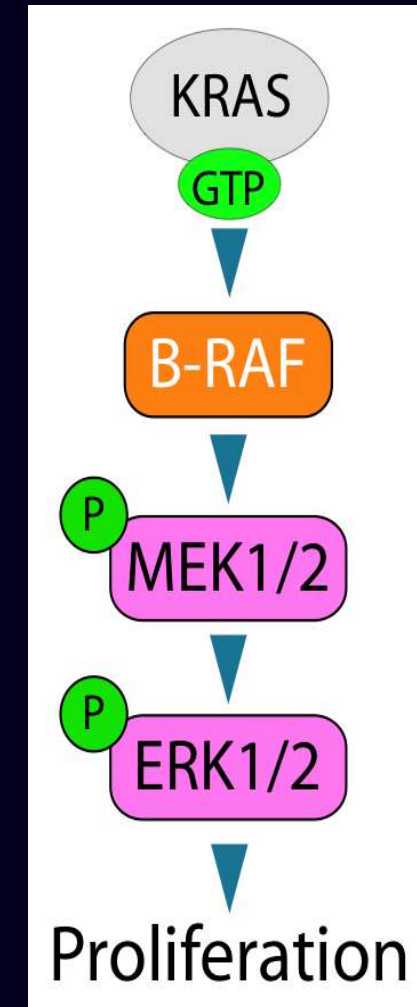 KRAS
GTP
B-RAF
P
MEK1/2
P
ERK1/2
Proliferation